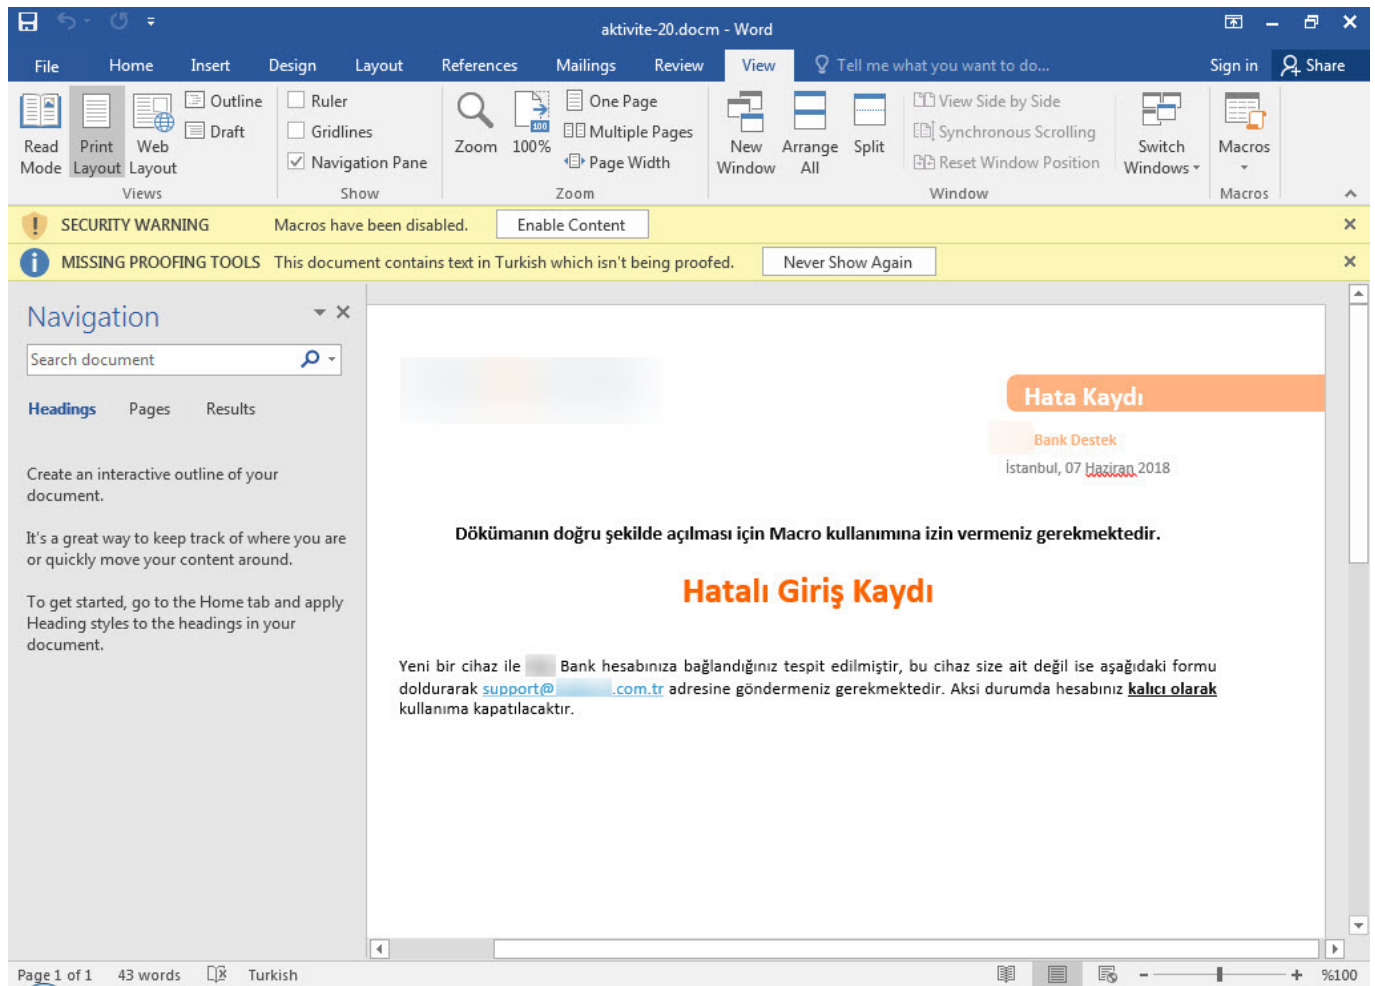 aktivite-20.docm - Word
File Home Insert Design Layout References Mailings Review View Tell me what you want to do... Sign in Share
Read Mode
Print Layout
Web Layout
Outline
Draft
Views
Ruler
Gridlines
Navigation Pane
Show
Zoom
100
100%
One Page
Multiple Pages
Page Width
Zoom
New Window
Arrange All
Split
View Side by Side
Synchronous Scrolling
Reset Window Position
Window
Switch Windows
Macros
Macros
SECURITY WARNING Macros have been disabled. Enable Content
MISSING PROOFING TOOLS This document contains text in Turkish which isn't being proofed. Never Show Again
Navigation
Search document
Headings Pages Results
Create an interactive outline of your
document.
It's a great way to keep track of where you are
or quickly move your content around.
To get started, go to the Home tab and apply
Heading styles to the headings in your
document.
Hata Kaydı
Bank Destek
İstanbul, 07 Haziran 2018
Dökümanın doğru şekilde açılması için Macro kullanımına izin vermeniz gerekmektedir.
Hatalı Giriş Kaydı
Yeni bir cihaz ile Bank hesabınıza bağlandığınız tespit edilmiştir, bu cihaz size ait değil ise aşağıdaki formu
doldurarak support@ .com.tr adresine göndermeniz gerekmektedir. Aksi durumda hesabınız kalıcı olarak
kullanıma kapatılacaktır.
Page 1 of 1 43 words Turkish %100